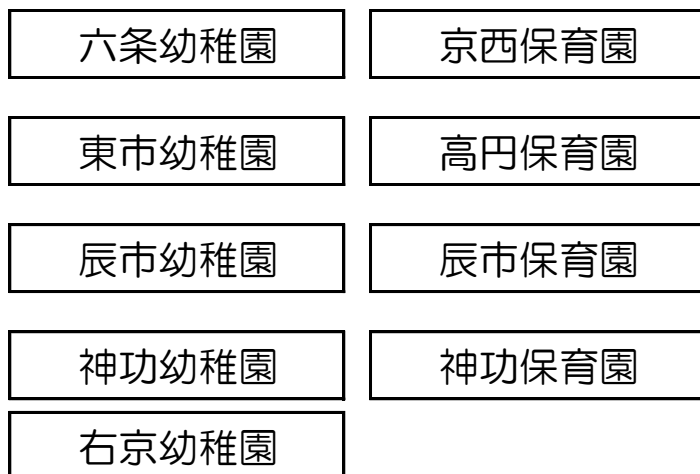 六条幼稚園
京西保育園
東市幼稚園
高円保育園
辰市幼稚園
辰市保育園
神功幼稚園
神功保育園
右京幼稚園